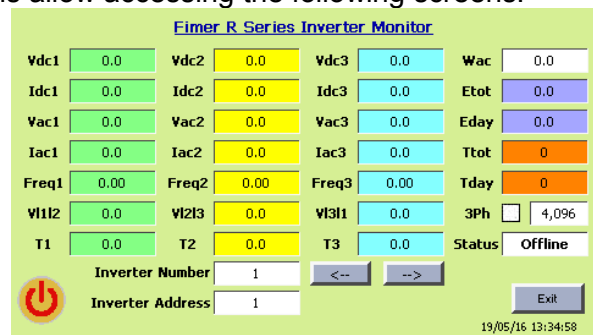 s allow accessing the following screens.
Fimer R Series Inverter Monitor
Vdc1 0.0 Vdc2 0.0 Vdc3 0.0 Wac 0.0
Idc1 0.0 Idc2 0.0 Idc3 0.0 Etot 0.0
Vac1 0.0 Vac2 0.0 Vac3 0.0 Eday 0.0
Iac1 0.0 Iac2 0.0 Iac3 0.0 Ttot 0
Freq1 0.00 Freq2 0.00 Freq3 0.00 Tday 0
Vl1l2 0.0 Vl2l3 0.0 Vl3l1 0.0 3Ph 4,096
T1 0.0 T2 0.0 T3 0.0 Status Offline
Inverter Number 1 <-- -->
Inverter Address 1 Exit
19/05/16 13:34:58